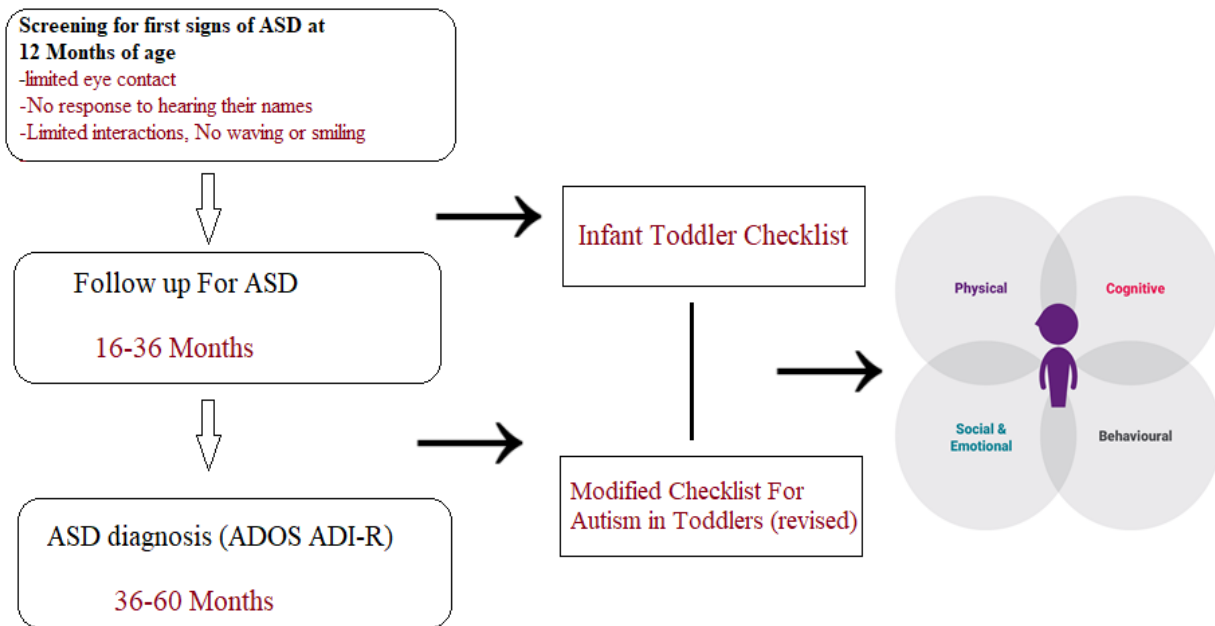 Screening for first signs of ASD at
12 Months of age
-limited eye contact
-No response to hearing their names
-Limited interactions, No waving or smiling
Follow up For ASD
16-36 Months
ASD diagnosis (ADOS ADI-R)
36-60 Months
Infant Toddler Checklist
Modified Checklist For
Autism in Toddlers (revised)
Physical
Cognitive
Social &
Emotional
Behavioural